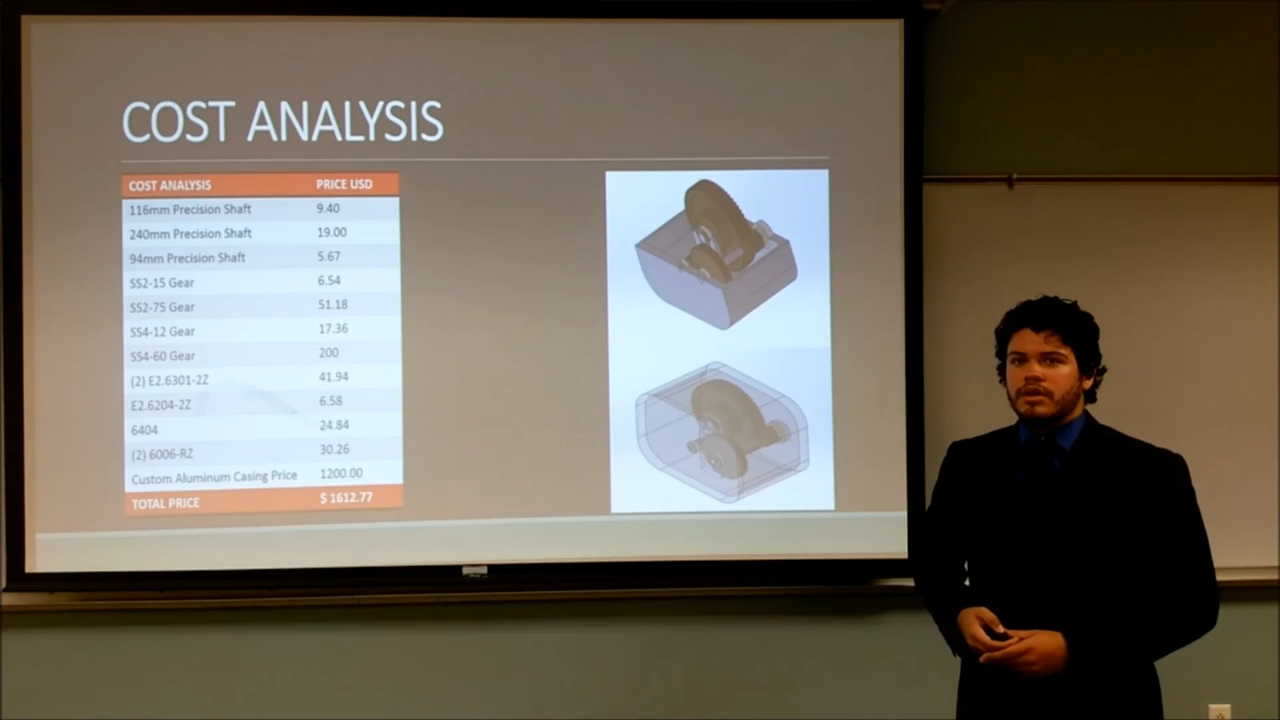 COST ANALYSIS
COST ANALYSIS PRICE USD
116mm Precision Shaft 9.40
240mm Precision Shaft 19.00
94mm Precision Shaft 5.67
SS2-15 Gear 6.54
SS2-75 Gear 51.18
SS4-12 Gear 17.36
SS4-60 Gear 200
(2) E2.6301-2Z 41.94
E2.6204-2Z 6.58
6404 24.84
(2) 6006-RZ 30.26
Custom Aluminum Casing Price 1200.00
TOTAL PRICE $ 1612.77